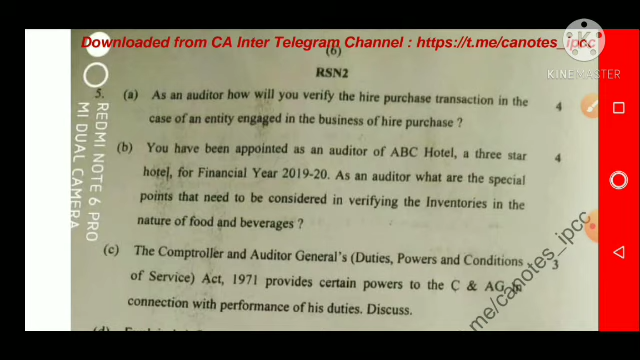 Downloaded from CA Inter Telegram Channel : https://t.me/canotes_ipcc
KINEMASTER
(6)
RSN2
5. (a) As an auditor how will you verify the hire purchase transaction in the 4
case of an entity engaged in the business of hire purchase ?
(b) You have been appointed as an auditor of ABC Hotel, a three star 4
hotel, for Financial Year 2019-20. As an auditor what are the special
points that need to be considered in verifying the Inventories in the
nature of food and beverages ?
(c) The Comptroller and Auditor General's (Duties, Powers and Conditions 3
of Service) Act, 1971 provides certain powers to the C & AG in
connection with performance of his duties. Discuss.
(d)
REDMI NOTE 6 PRO
MI DUAL CAMERA
me/canotes_ipcc